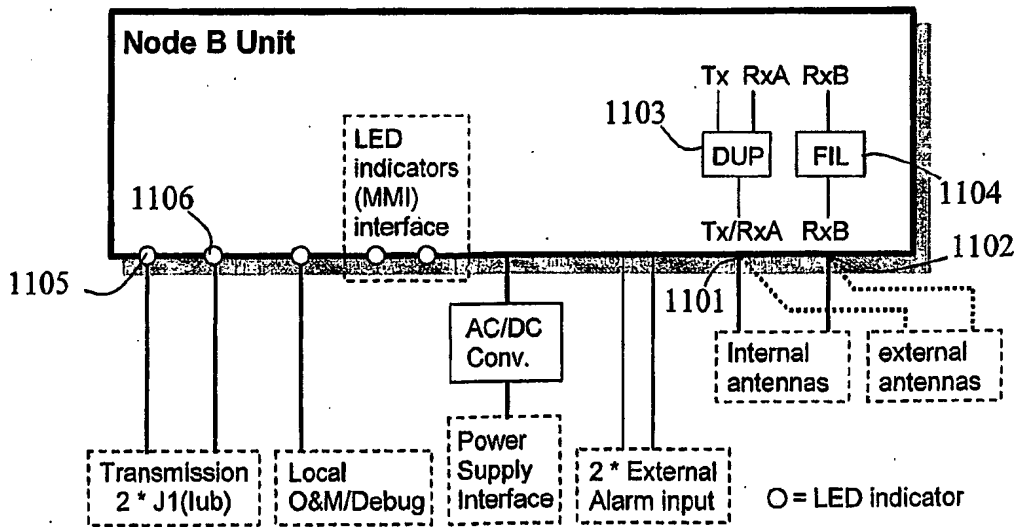 Node B Unit
Tx RxA RxB
1103
LED
indicators
(MMI)
interface
DUP
FIL
1104
1106
Tx/RxA RxB
1105
1102
1101
AC/DC
Conv.
Internal
antennas
external
antennas
Transmission
2 * J1(Iub)
Local
O&M/Debug
Power
Supply
Interface
2 * External
Alarm input
O = LED indicator